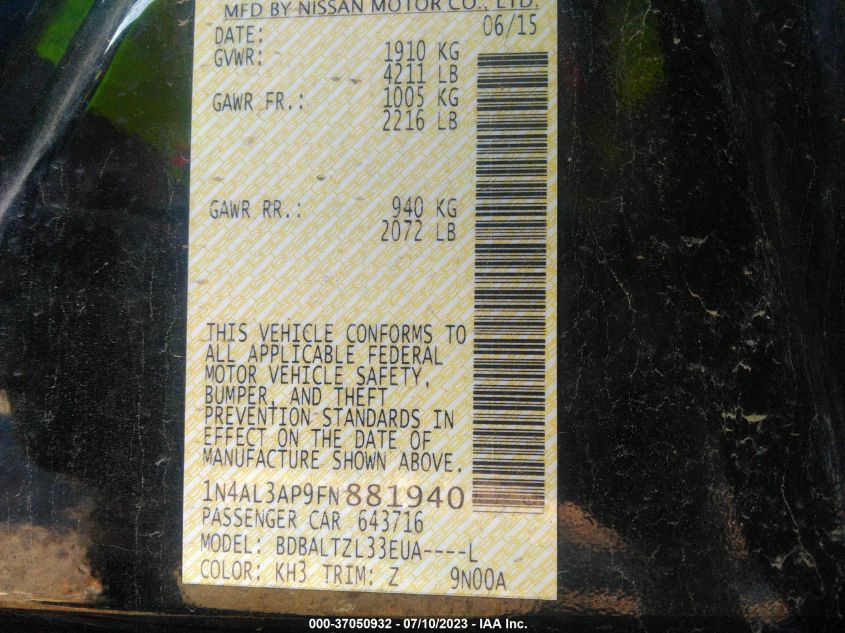 MFD BY NISSAN MOTOR CO., LTD.
DATE: 06/15
GVWR: 1910 KG
4211 LB
GAWR FR.: 1005 KG
2216 LB
GAWR RR.: 940 KG
2072 LB
THIS VEHICLE CONFORMS TO
ALL APPLICABLE FEDERAL
MOTOR VEHICLE SAFETY,
BUMPER, AND THEFT
PREVENTION STANDARDS IN
EFFECT ON THE DATE OF
MANUFACTURE SHOWN ABOVE.
1N4AL3AP9FN881940
PASSENGER CAR 643716
MODEL: BDBALTZL33EUA----L
COLOR: KH3 TRIM: Z 9N00A
000-37050932 - 07/10/2023 - IAA Inc.